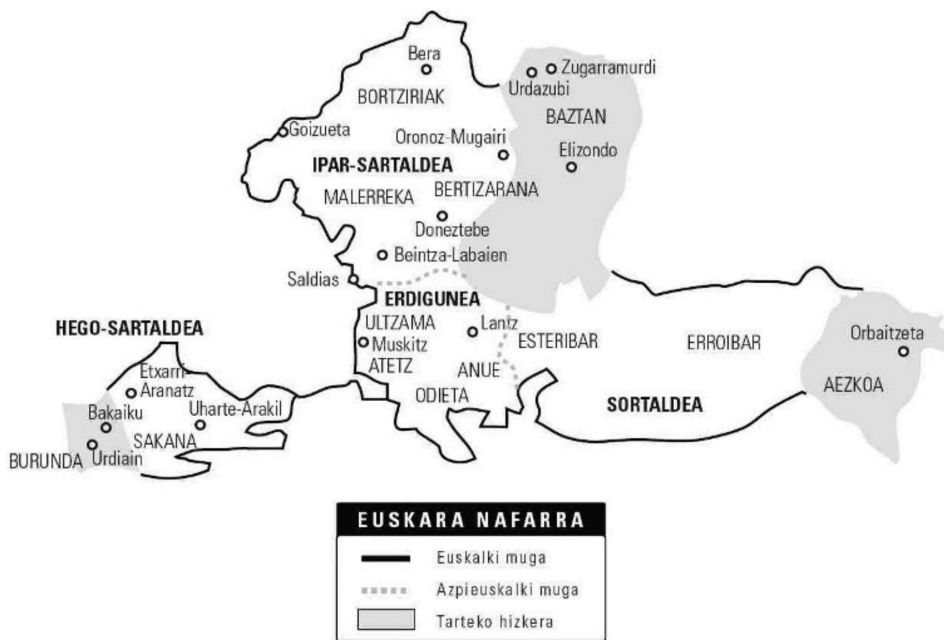 Bera
Zugarramurdi
Urdazubi
BORTZIRIAK
BAZTAN
Goizueta
Oronoz-Mugairi
Elizondo
IPAR-SARTALDEA
MALERREKA
BERTIZARANA
Doneztebe
Beintza-Labaien
Saldias
ERDIGUNEA
HEGO-SARTALDEA
ULTZAMA
Lantz
Muskitz
ESTERIBAR
ERROIBAR
Orbaitzeta
ATETZ
ANUE
Etxarri-
Aranatz
ODIETA
SORTALDEA
AEZKOA
Bakaiku
Uharte-Arakil
SAKANA
BURUNDA
Urdiain
EUSKARA NAFARRA
Euskalki muga
Azpieuskalki muga
Tarteko hizkera